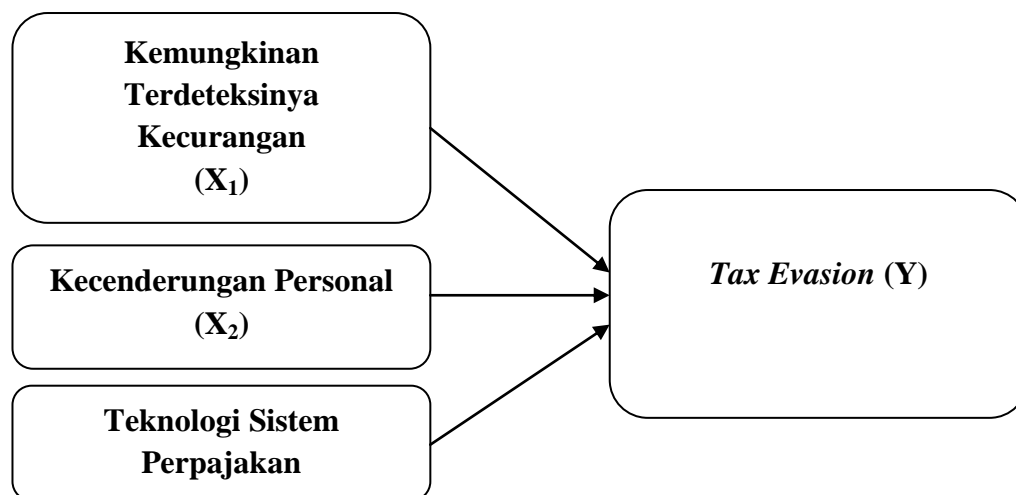 Kemungkinan
Terdeteksinya
Kecurangan
(X₁)
Kecenderungan Personal
(X₂)
Teknologi Sistem
Perpajakan
Tax Evasion (Y)